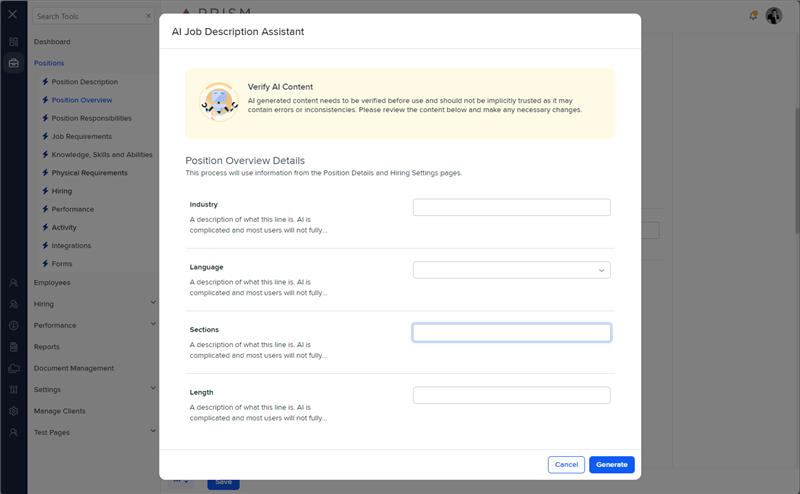 Search Tools
PRISM
Dashboard
Positions
Position Description
Position Overview
Position Responsibilities
Job Requirements
Knowledge, Skills and Abilities
Physical Requirements
Hiring
Performance
Activity
Integrations
Forms
Employees
Hiring
Performance
Reports
Document Management
Settings
Manage Clients
Test Pages
AI Job Description Assistant
Verify AI Content
AI generated content needs to be verified before use and should not be implicitly trusted as it may
contain errors or inconsistencies. Please review the content below and make any necessary changes.
Position Overview Details
This process will use information from the Position Details and Hiring Settings pages.
Industry
A description of what this line is. AI is
complicated and most users will not fully...
Language
A description of what this line is. AI is
complicated and most users will not fully...
Sections
A description of what this line is. AI is
complicated and most users will not fully...
Length
A description of what this line is. AI is
complicated and most users will not fully...
Cancel
Generate
Save